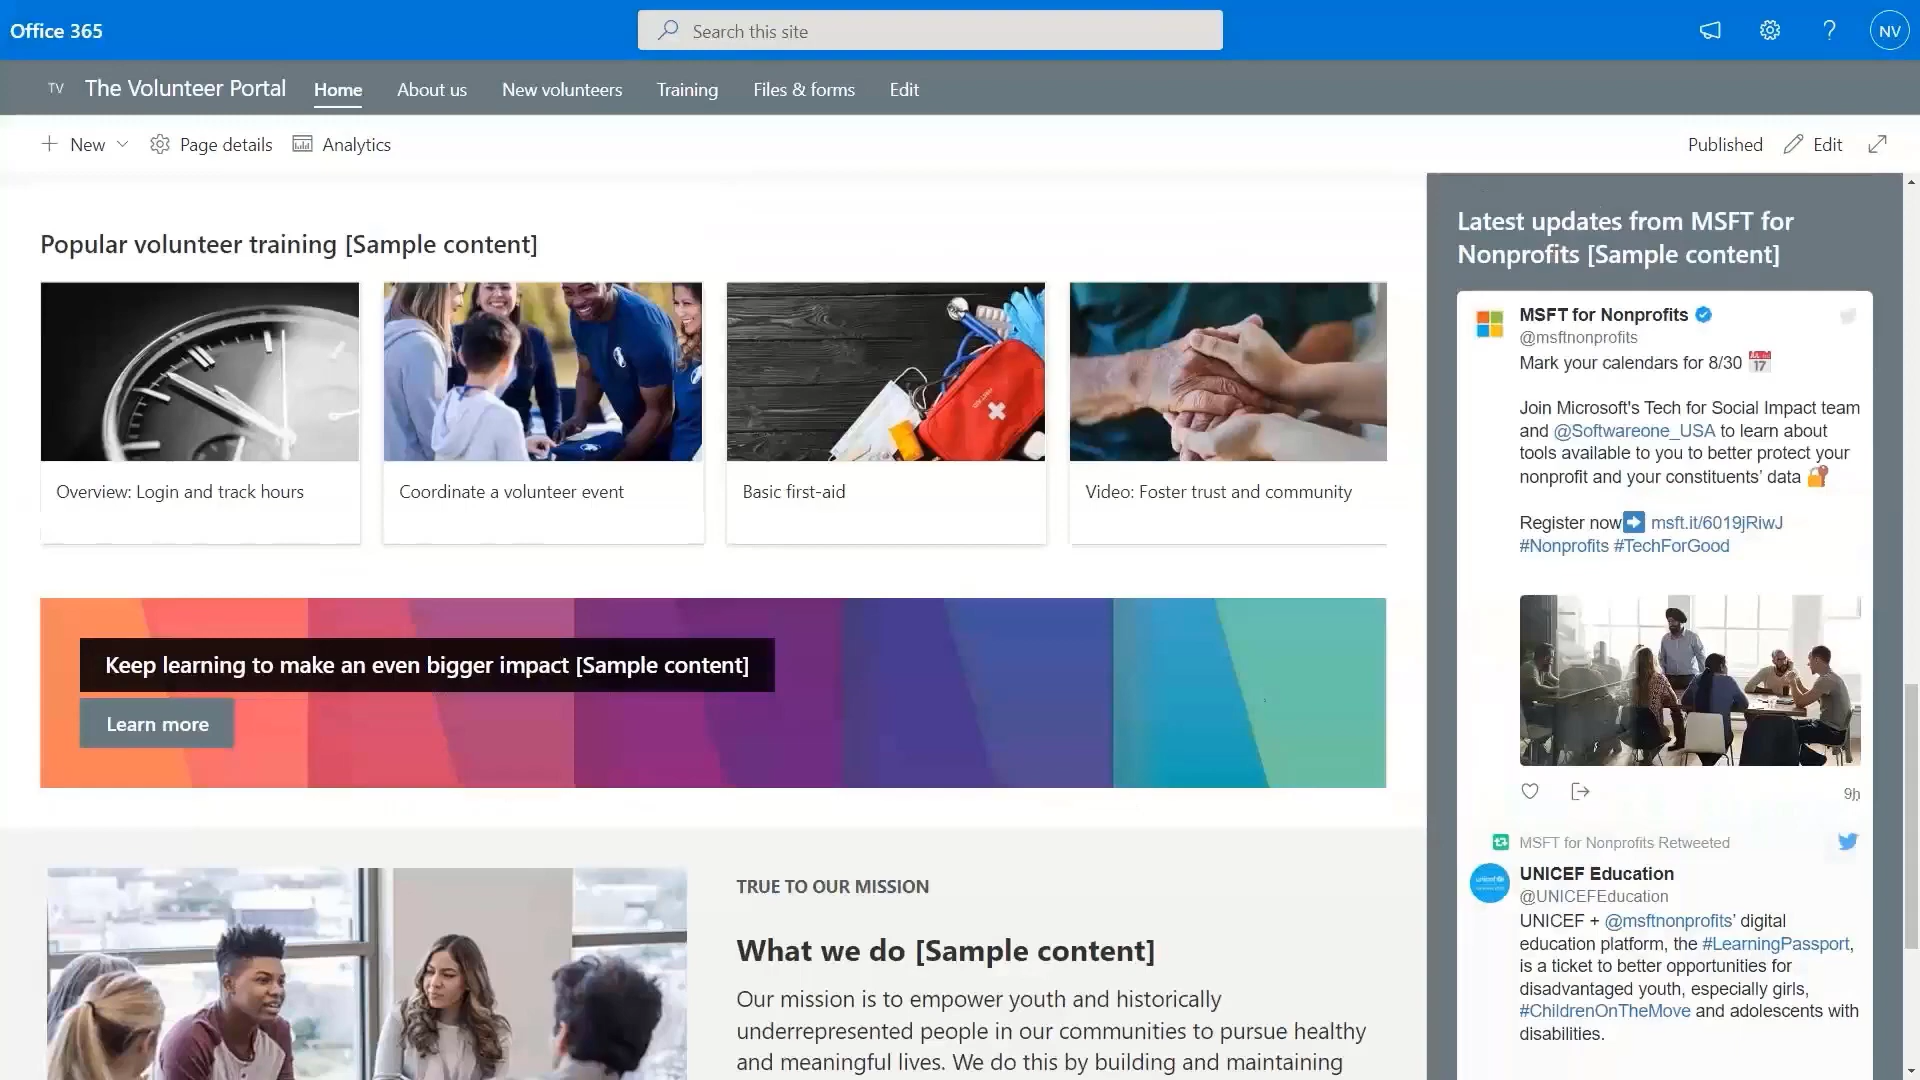 Office 365
Search this site
NV
TV The Volunteer Portal Home About us New volunteers Training Files & forms Edit
New Page details Analytics
Published Edit
Popular volunteer training [Sample content]
Overview: Login and track hours
Coordinate a volunteer event
Basic first-aid
Video: Foster trust and community
Keep learning to make an even bigger impact [Sample content]
Learn more
TRUE TO OUR MISSION
What we do [Sample content]
Our mission is to empower youth and historically
underrepresented people in our communities to pursue healthy
and meaningful lives. We do this by building and maintaining
Latest updates from MSFT for
Nonprofits [Sample content]
MSFT for Nonprofits
@msftnonprofits
Mark your calendars for 8/30 📅
Join Microsoft's Tech for Social Impact team
and @Softwareone_USA to learn about
tools available to you to better protect your
nonprofit and your constituents’ data 🔐
Register now➡️ msft.it/6019jRiwJ
#Nonprofits #TechForGood
9h
MSFT for Nonprofits Retweeted
unicef
UNICEF Education
@UNICEFEducation
UNICEF + @msftnonprofits’ digital
education platform, the #LearningPassport,
is a ticket to better opportunities for
disadvantaged youth, especially girls,
#ChildrenOnTheMove and adolescents with
disabilities.